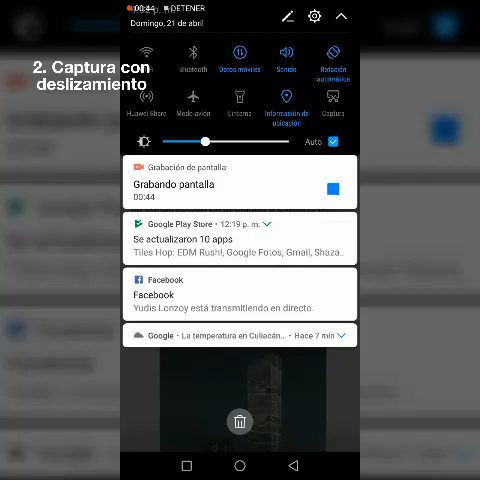 00:44 DETENER
Domingo, 21 de abril
2. Captura con
deslizamiento
Bluetooth
Datos móviles
Sonido
Rotación
automática
Huawei Share
Modo avión
Linterna
Información de
ubicación
Captura
Auto
Grabación de pantalla
Grabando pantalla
00:44
Google Play Store • 12:19 p. m.
Se actualizaron 10 apps
Tiles Hop: EDM Rush!, Google Fotos, Gmail, Shaza..
Facebook
Facebook
Yudis Lonzoy está transmitiendo en directo.
Google • La temperatura en Culiacán... • Hace 7 min